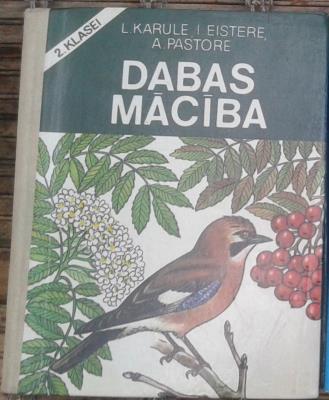 2. KLASEI
L. KARULE I EISTERE,
A. PASTORE
DABAS
MĀCĪBA